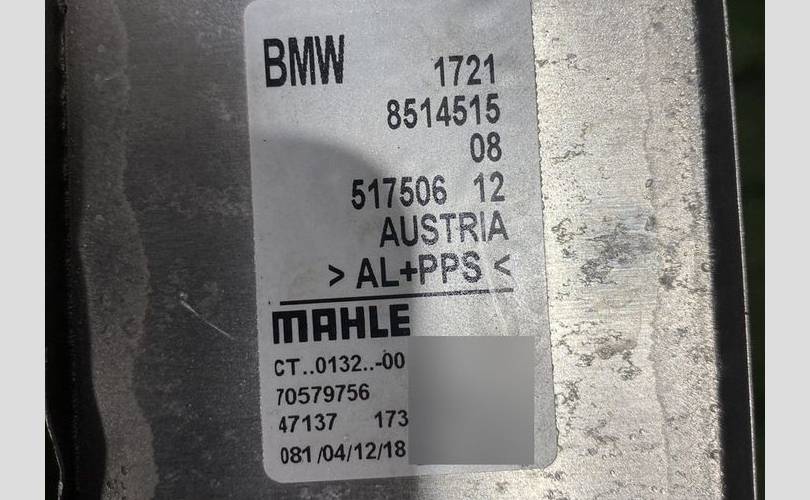 BMW 1721
8514515
08
517506 12
AUSTRIA
> AL+PPS <
MAHLE
CT..0132..-00
70579756
47137 173
081 /04/12/18